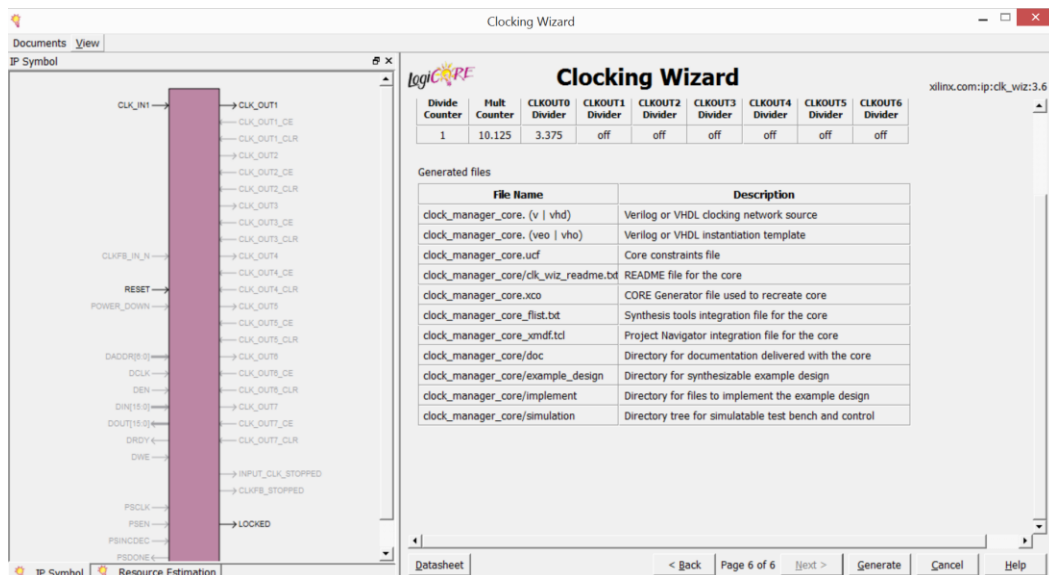 Clocking Wizard
Documents View
IP Symbol
CLK_IN1
CLKFB_IN_N
RESET
POWER_DOWN
DADDR[6:0]
DCLK
DEN
DIN[15:0]
DOUT[15:0]
DRDY
DWE
PSCLK
PSEN
PSINCDEC
PSDONE
CLK_OUT1
CLK_OUT1_CE
CLK_OUT1_CLR
CLK_OUT2
CLK_OUT2_CE
CLK_OUT2_CLR
CLK_OUT3
CLK_OUT3_CE
CLK_OUT3_CLR
CLK_OUT4
CLK_OUT4_CE
CLK_OUT4_CLR
CLK_OUT5
CLK_OUT5_CE
CLK_OUT5_CLR
CLK_OUT6
CLK_OUT6_CE
CLK_OUT6_CLR
CLK_OUT7
CLK_OUT7_CE
CLK_OUT7_CLR
INPUT_CLK_STOPPED
CLKFB_STOPPED
LOCKED
IP Symbol Resource Estimation
LogiCORE Clocking Wizard xilinx.com:ip:clk_wiz:3.6
Divide Mult CLKOUT0 CLKOUT1 CLKOUT2 CLKOUT3 CLKOUT4 CLKOUT5 CLKOUT6
Counter Counter Divider Divider Divider Divider Divider Divider Divider
1 10.125 3.375 off off off off off off
Generated files
File Name Description
clock_manager_core. (v | vhd) Verilog or VHDL clocking network source
clock_manager_core. (veo | vho) Verilog or VHDL instantiation template
clock_manager_core.ucf Core constraints file
clock_manager_core/clk_wiz_readme.txt README file for the core
clock_manager_core.xco CORE Generator file used to recreate core
clock_manager_core_flist.txt Synthesis tools integration file for the core
clock_manager_core_xmdf.tcl Project Navigator integration file for the core
clock_manager_core/doc Directory for documentation delivered with the core
clock_manager_core/example_design Directory for synthesizable example design
clock_manager_core/implement Directory for files to implement the example design
clock_manager_core/simulation Directory tree for simulatable test bench and control
Datasheet < Back Page 6 of 6 Next > Generate Cancel Help